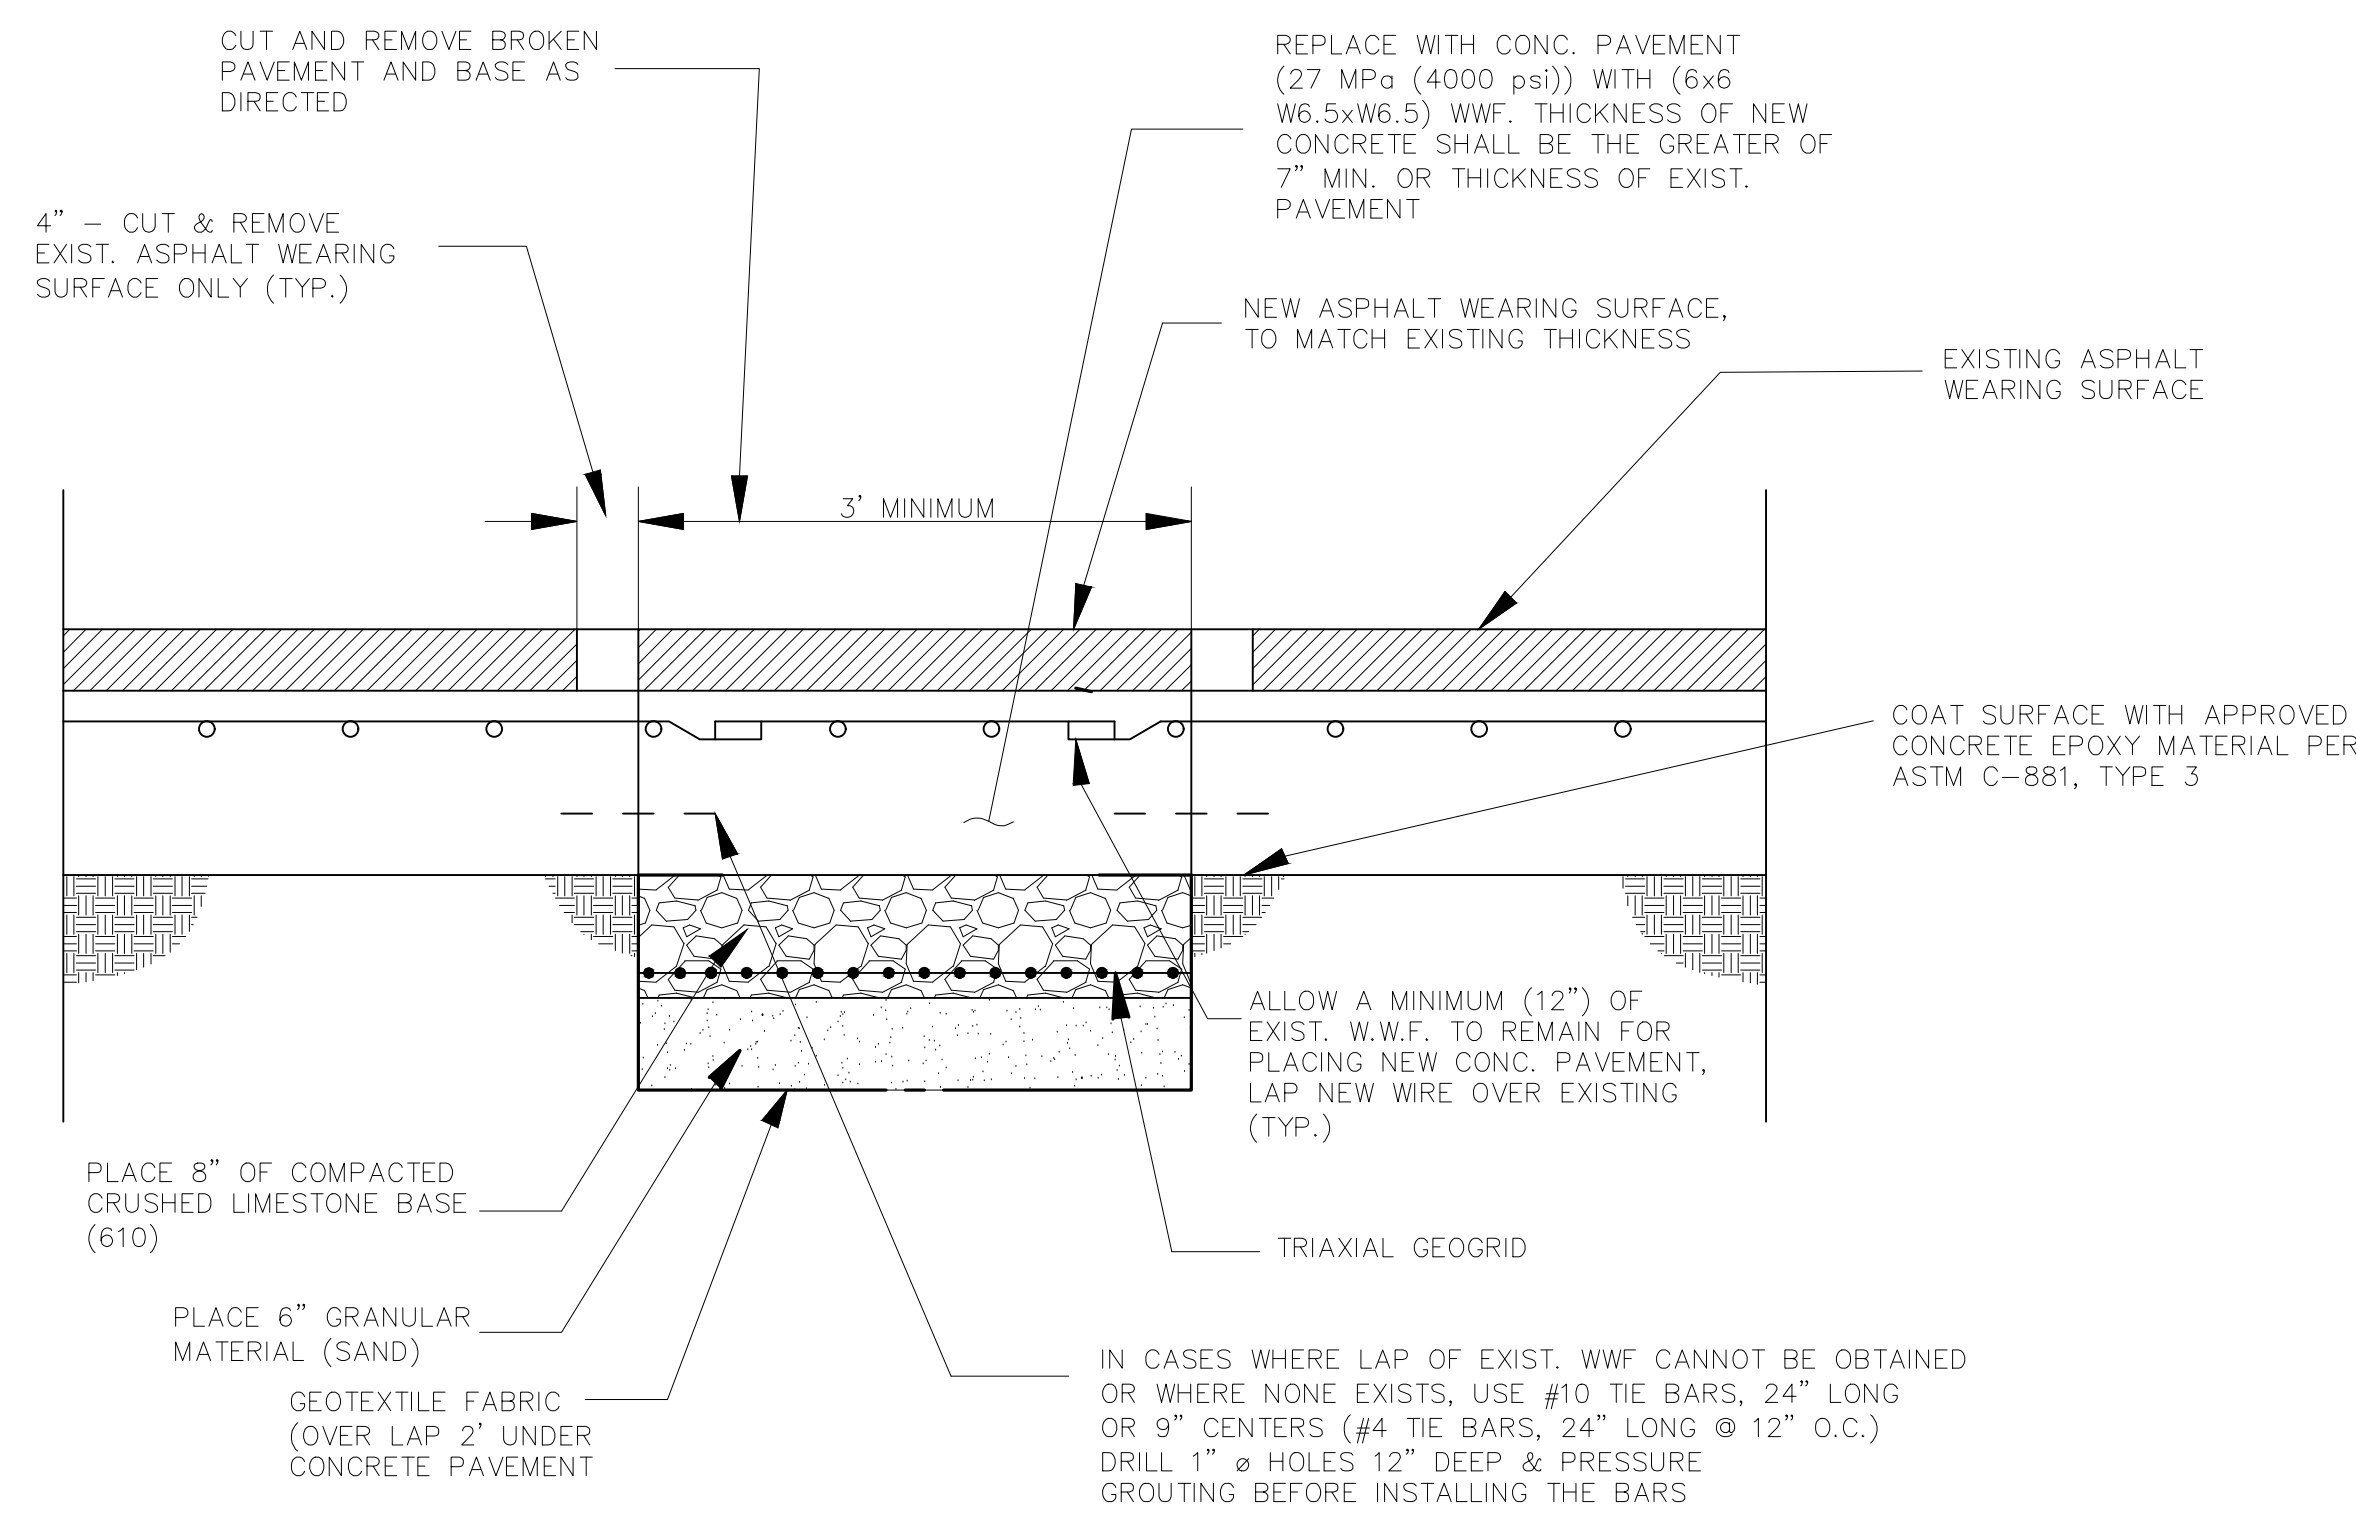 CUT AND REMOVE BROKEN
PAVEMENT AND BASE AS
DIRECTED
REPLACE WITH CONC. PAVEMENT
(27 MPa (4000 psi)) WITH (6x6
W6.5xW6.5) WWF. THICKNESS OF NEW
CONCRETE SHALL BE THE GREATER OF
7" MIN. OR THICKNESS OF EXIST.
PAVEMENT
4" - CUT & REMOVE
EXIST. ASPHALT WEARING
SURFACE ONLY (TYP.)
NEW ASPHALT WEARING SURFACE,
TO MATCH EXISTING THICKNESS
EXISTING ASPHALT
WEARING SURFACE
3' MINIMUM
COAT SURFACE WITH APPROVED
CONCRETE EPOXY MATERIAL PER
ASTM C-881, TYPE 3
ALLOW A MINIMUM (12") OF
EXIST. W.W.F. TO REMAIN FOR
PLACING NEW CONC. PAVEMENT,
LAP NEW WIRE OVER EXISTING
(TYP.)
PLACE 8" OF COMPACTED
CRUSHED LIMESTONE BASE
(610)
TRIAXIAL GEOGRID
PLACE 6" GRANULAR
MATERIAL (SAND)
GEOTEXTILE FABRIC
(OVER LAP 2' UNDER
CONCRETE PAVEMENT
IN CASES WHERE LAP OF EXIST. WWF CANNOT BE OBTAINED
OR WHERE NONE EXISTS, USE #10 TIE BARS, 24" LONG
OR 9" CENTERS (#4 TIE BARS, 24" LONG @ 12" O.C.)
DRILL 1" ø HOLES 12" DEEP & PRESSURE
GROUTING BEFORE INSTALLING THE BARS